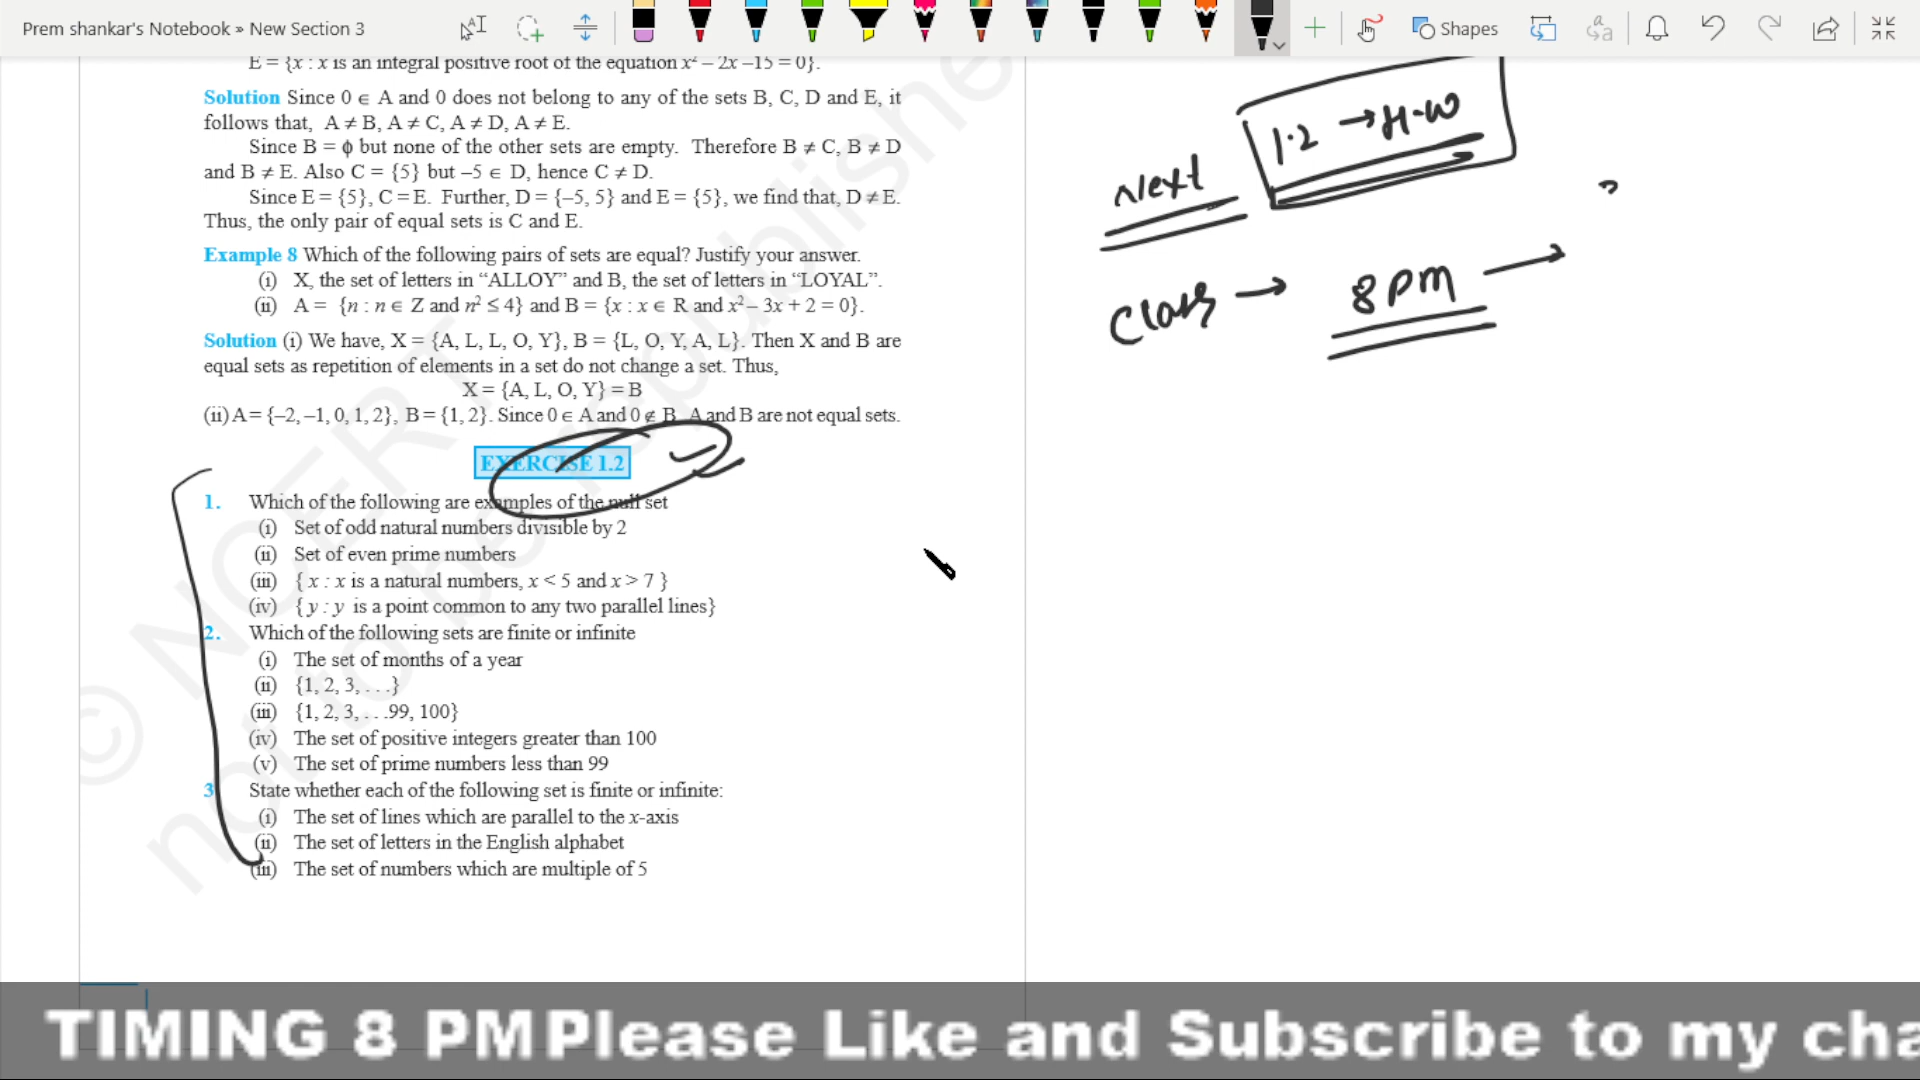 Prem shankar's Notebook » New Section 3
Shapes
E = {x : x is an integral positive root of the equation x² – 2x –15 = 0}.
Solution Since 0 ∈ A and 0 does not belong to any of the sets B, C, D and E, it
follows that, A ≠ B, A ≠ C, A ≠ D, A ≠ E.
Since B = ϕ but none of the other sets are empty. Therefore B ≠ C, B ≠ D
and B ≠ E. Also C = {5} but –5 ∈ D, hence C ≠ D.
Since E = {5}, C = E. Further, D = {–5, 5} and E = {5}, we find that, D ≠ E.
Thus, the only pair of equal sets is C and E.
Example 8 Which of the following pairs of sets are equal? Justify your answer.
(i) X, the set of letters in “ALLOY” and B, the set of letters in “LOYAL”.
(ii) A = {n : n ∈ Z and n² ≤ 4} and B = {x : x ∈ R and x² – 3x + 2 = 0}.
Solution (i) We have, X = {A, L, L, O, Y}, B = {L, O, Y, A, L}. Then X and B are
equal sets as repetition of elements in a set do not change a set. Thus,
X = {A, L, O, Y} = B
(ii) A = {–2, –1, 0, 1, 2}, B = {1, 2}. Since 0 ∈ A and 0 ∉ B, A and B are not equal sets.
EXERCISE 1.2
1. Which of the following are examples of the null set
(i) Set of odd natural numbers divisible by 2
(ii) Set of even prime numbers
(iii) { x : x is a natural numbers, x < 5 and x > 7 }
(iv) { y : y is a point common to any two parallel lines}
2. Which of the following sets are finite or infinite
(i) The set of months of a year
(ii) {1, 2, 3, . . .}
(iii) {1, 2, 3, . . .99, 100}
(iv) The set of positive integers greater than 100
(v) The set of prime numbers less than 99
3 State whether each of the following set is finite or infinite:
(i) The set of lines which are parallel to the x-axis
(ii) The set of letters in the English alphabet
(iii) The set of numbers which are multiple of 5
© NCERT
not to be republishe
1.2 → H-W
Next
Class → 8 PM →
TIMING 8 PM Please Like and Subscribe to my cha